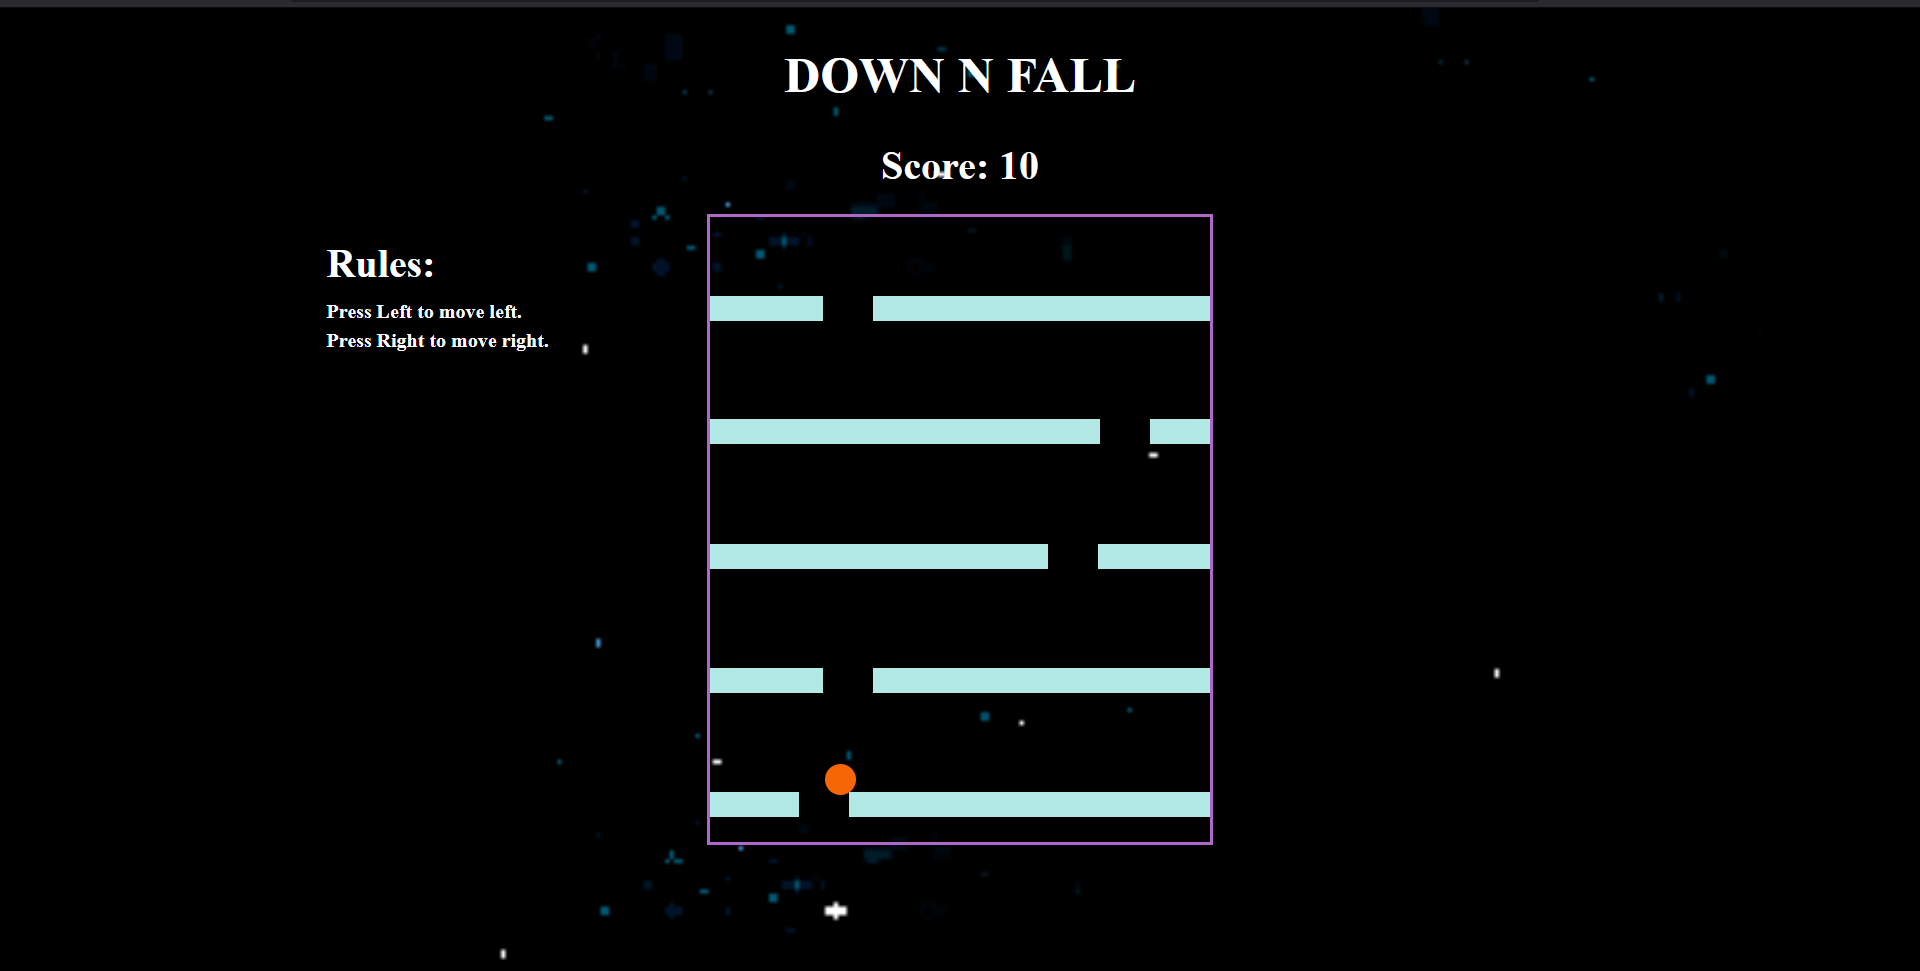 DOWN N FALL
Score: 10
Rules:
Press Left to move left.
Press Right to move right.